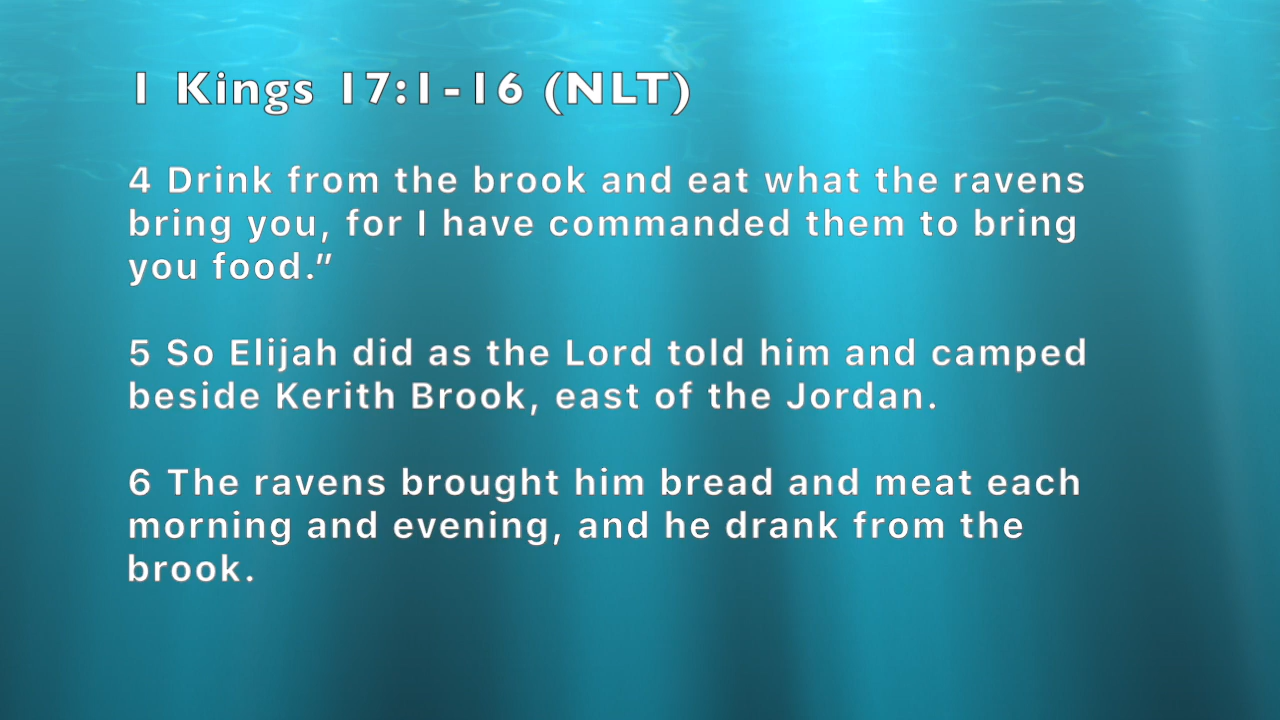 1 Kings 17:1-16 (NLT)
4 Drink from the brook and eat what the ravens
bring you, for I have commanded them to bring
you food.”
5 So Elijah did as the Lord told him and camped
beside Kerith Brook, east of the Jordan.
6 The ravens brought him bread and meat each
morning and evening, and he drank from the
brook.